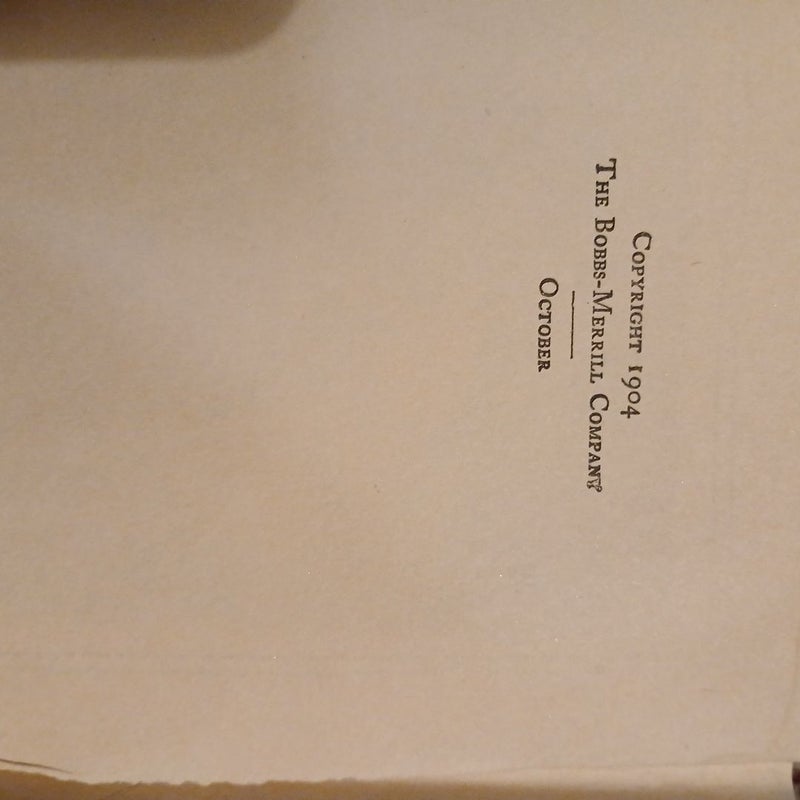 Copyright 1904
The Bobbs-Merrill Company
October